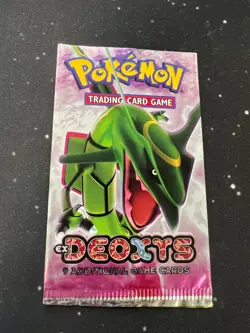 POKéMON
TRADING CARD GAME
EX DEOXYS
9 ADDITIONAL GAME CARDS